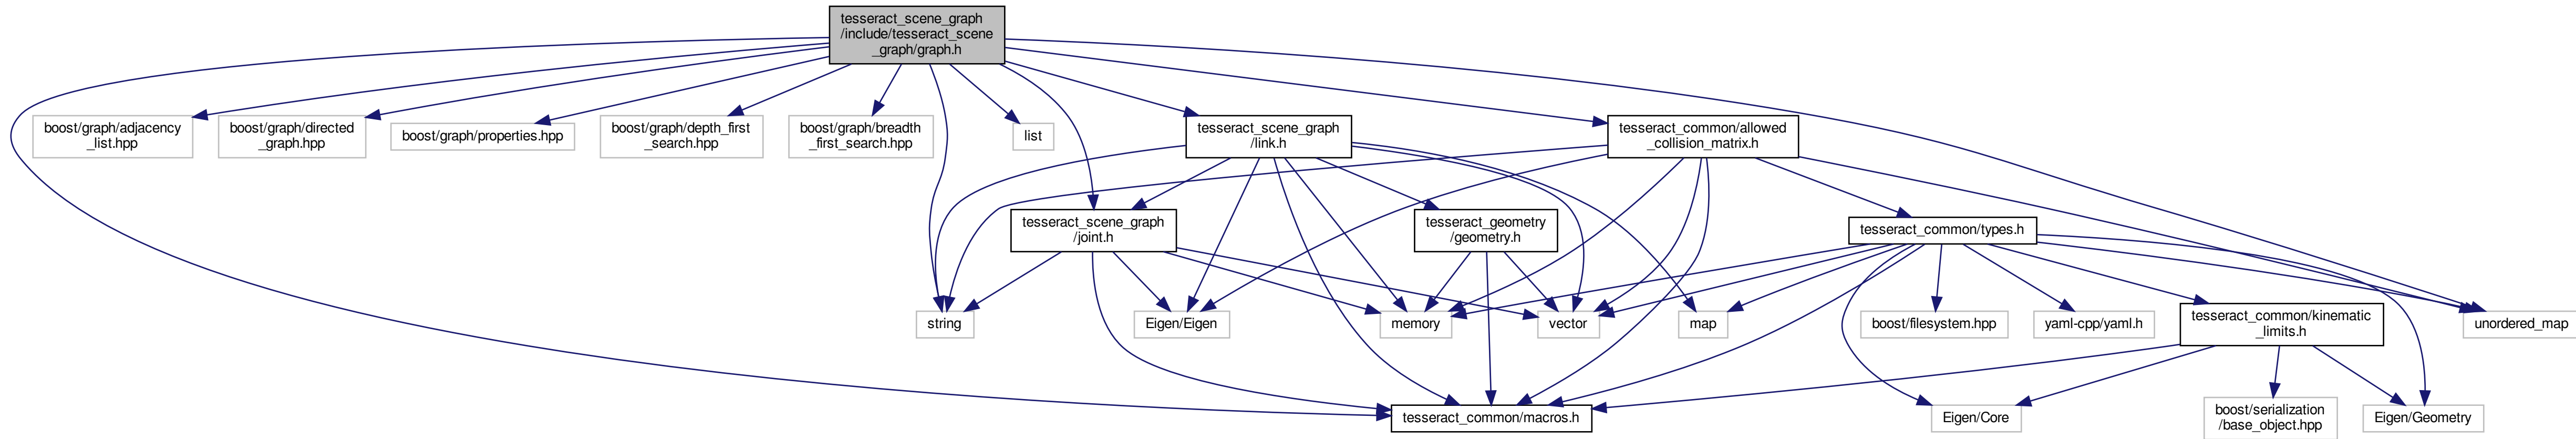 tesseract_scene_graph
/include/tesseract_scene
_graph/graph.h
boost/graph/adjacency
_list.hpp
boost/graph/directed
_graph.hpp
boost/graph/properties.hpp
boost/graph/depth_first
_search.hpp
boost/graph/breadth
_first_search.hpp
list
tesseract_scene_graph
/link.h
tesseract_common/allowed
_collision_matrix.h
tesseract_scene_graph
/joint.h
tesseract_geometry
/geometry.h
tesseract_common/types.h
string
Eigen/Eigen
memory
vector
map
boost/filesystem.hpp
yaml-cpp/yaml.h
tesseract_common/kinematic
_limits.h
unordered_map
tesseract_common/macros.h
Eigen/Core
boost/serialization
/base_object.hpp
Eigen/Geometry